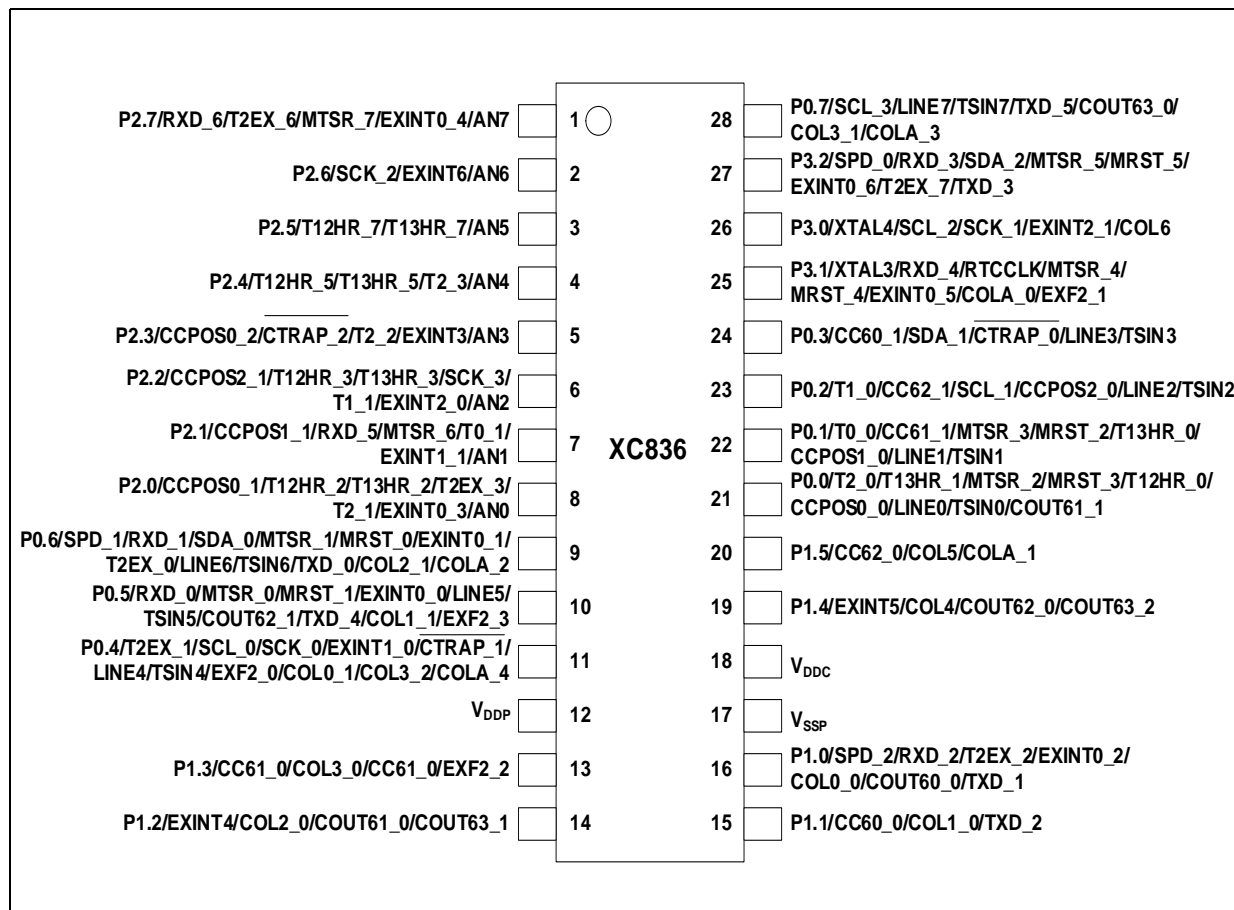 P2.7/RXD_6/T2EX_6/MTSR_7/EXINT0_4/AN7
1
P2.6/SCK_2/EXINT6/AN6
2
P2.5/T12HR_7/T13HR_7/AN5
3
P2.4/T12HR_5/T13HR_5/T2_3/AN4
4
P2.3/CCPOS0_2/CTRAP_2/T2_2/EXINT3/AN3
5
P2.2/CCPOS2_1/T12HR_3/T13HR_3/SCK_3/
T1_1/EXINT2_0/AN2
6
P2.1/CCPOS1_1/RXD_5/MTSR_6/T0_1/
EXINT1_1/AN1
7
P2.0/CCPOS0_1/T12HR_2/T13HR_2/T2EX_3/
T2_1/EXINT0_3/AN0
8
P0.6/SPD_1/RXD_1/SDA_0/MTSR_1/MRST_0/EXINT0_1/
T2EX_0/LINE6/TSIN6/TXD_0/COL2_1/COLA_2
9
P0.5/RXD_0/MTSR_0/MRST_1/EXINT0_0/LINE5/
TSIN5/COUT62_1/TXD_4/COL1_1/EXF2_3
10
P0.4/T2EX_1/SCL_0/SCK_0/EXINT1_0/CTRAP_1/
LINE4/TSIN4/EXF2_0/COL0_1/COL3_2/COLA_4
11
VDDP
12
P1.3/CC61_0/COL3_0/CC61_0/EXF2_2
13
P1.2/EXINT4/COL2_0/COUT61_0/COUT63_1
14
XC836
28
P0.7/SCL_3/LINE7/TSIN7/TXD_5/COUT63_0/
COL3_1/COLA_3
27
P3.2/SPD_0/RXD_3/SDA_2/MTSR_5/MRST_5/
EXINT0_6/T2EX_7/TXD_3
26
P3.0/XTAL4/SCL_2/SCK_1/EXINT2_1/COL6
25
P3.1/XTAL3/RXD_4/RTCCLK/MTSR_4/
MRST_4/EXINT0_5/COLA_0/EXF2_1
24
P0.3/CC60_1/SDA_1/CTRAP_0/LINE3/TSIN3
23
P0.2/T1_0/CC62_1/SCL_1/CCPOS2_0/LINE2/TSIN2
22
P0.1/T0_0/CC61_1/MTSR_3/MRST_2/T13HR_0/
CCPOS1_0/LINE1/TSIN1
21
P0.0/T2_0/T13HR_1/MTSR_2/MRST_3/T12HR_0/
CCPOS0_0/LINE0/TSIN0/COUT61_1
20
P1.5/CC62_0/COL5/COLA_1
19
P1.4/EXINT5/COL4/COUT62_0/COUT63_2
18
VDDC
17
VSSP
16
P1.0/SPD_2/RXD_2/T2EX_2/EXINT0_2/
COL0_0/COUT60_0/TXD_1
15
P1.1/CC60_0/COL1_0/TXD_2